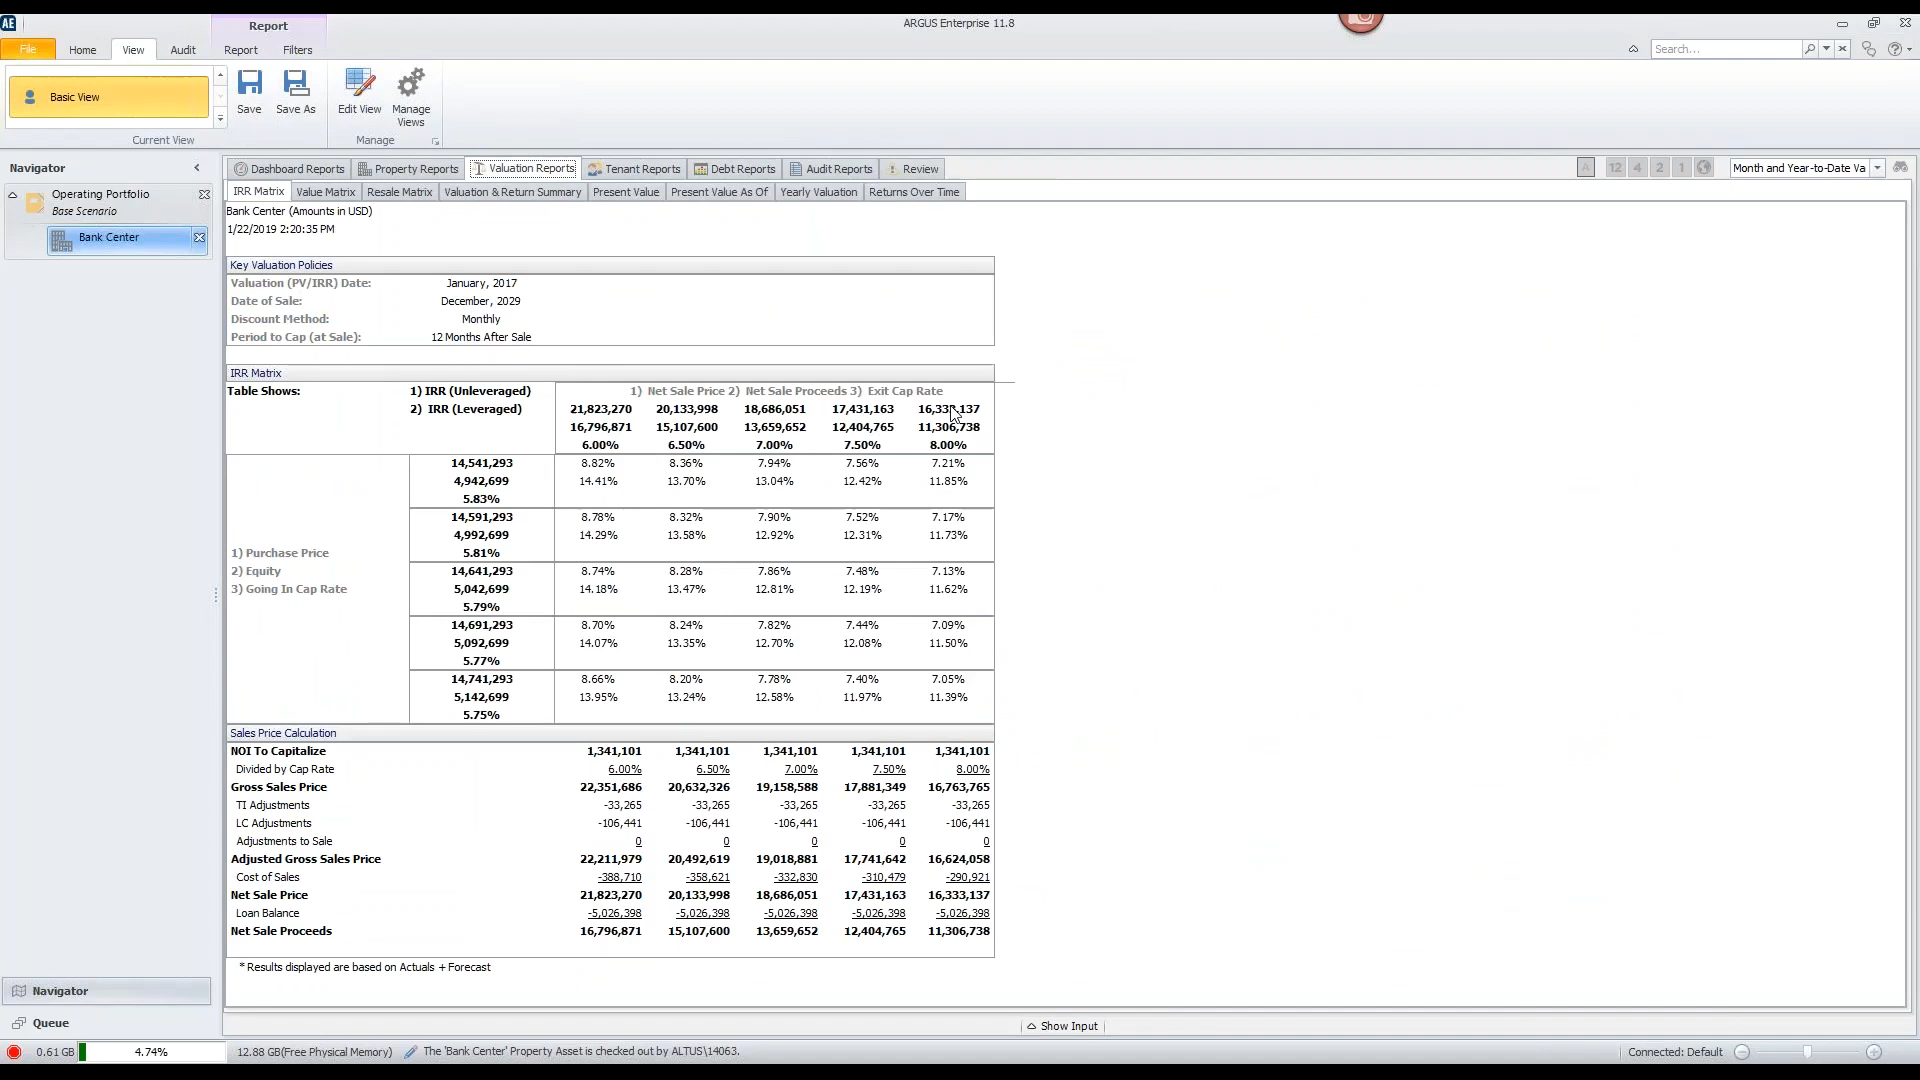 AE
Report
ARGUS Enterprise 11.8
File Home View Audit Report Filters Search...
Basic View
Save Save As Edit View Manage Views
Current View Manage
Navigator
Operating Portfolio
Base Scenario
Bank Center
Dashboard Reports Property Reports Valuation Reports Tenant Reports Debt Reports Audit Reports Review A 12 4 2 1 Month and Year-to-Date Va
IRR Matrix Value Matrix Resale Matrix Valuation & Return Summary Present Value Present Value As Of Yearly Valuation Returns Over Time
Bank Center (Amounts in USD)
1/22/2019 2:20:35 PM
Key Valuation Policies
Valuation (PV/IRR) Date: January, 2017
Date of Sale: December, 2029
Discount Method: Monthly
Period to Cap (at Sale): 12 Months After Sale
IRR Matrix
Table Shows: 1) IRR (Unleveraged) 1) Net Sale Price 2) Net Sale Proceeds 3) Exit Cap Rate
2) IRR (Leveraged) 21,823,270 20,133,998 18,686,051 17,431,163 16,333,137
16,796,871 15,107,600 13,659,652 12,404,765 11,306,738
6.00% 6.50% 7.00% 7.50% 8.00%
14,541,293 8.82% 8.36% 7.94% 7.56% 7.21%
4,942,699 14.41% 13.70% 13.04% 12.42% 11.85%
5.83%
14,591,293 8.78% 8.32% 7.90% 7.52% 7.17%
4,992,699 14.29% 13.58% 12.92% 12.31% 11.73%
1) Purchase Price 5.81%
2) Equity 14,641,293 8.74% 8.28% 7.86% 7.48% 7.13%
3) Going In Cap Rate 5,042,699 14.18% 13.47% 12.81% 12.19% 11.62%
5.79%
14,691,293 8.70% 8.24% 7.82% 7.44% 7.09%
5,092,699 14.07% 13.35% 12.70% 12.08% 11.50%
5.77%
14,741,293 8.66% 8.20% 7.78% 7.40% 7.05%
5,142,699 13.95% 13.24% 12.58% 11.97% 11.39%
5.75%
Sales Price Calculation
NOI To Capitalize 1,341,101 1,341,101 1,341,101 1,341,101 1,341,101
Divided by Cap Rate 6.00% 6.50% 7.00% 7.50% 8.00%
Gross Sales Price 22,351,686 20,632,326 19,158,588 17,881,349 16,763,765
TI Adjustments -33,265 -33,265 -33,265 -33,265 -33,265
LC Adjustments -106,441 -106,441 -106,441 -106,441 -106,441
Adjustments to Sale 0 0 0 0 0
Adjusted Gross Sales Price 22,211,979 20,492,619 19,018,881 17,741,642 16,624,058
Cost of Sales -388,710 -358,621 -332,830 -310,479 -290,921
Net Sale Price 21,823,270 20,133,998 18,686,051 17,431,163 16,333,137
Loan Balance -5,026,398 -5,026,398 -5,026,398 -5,026,398 -5,026,398
Net Sale Proceeds 16,796,871 15,107,600 13,659,652 12,404,765 11,306,738
* Results displayed are based on Actuals + Forecast
Navigator
Queue
Show Input
0.61 GB 4.74% 12.88 GB(Free Physical Memory) The 'Bank Center' Property Asset is checked out by ALTUS\14063. Connected: Default